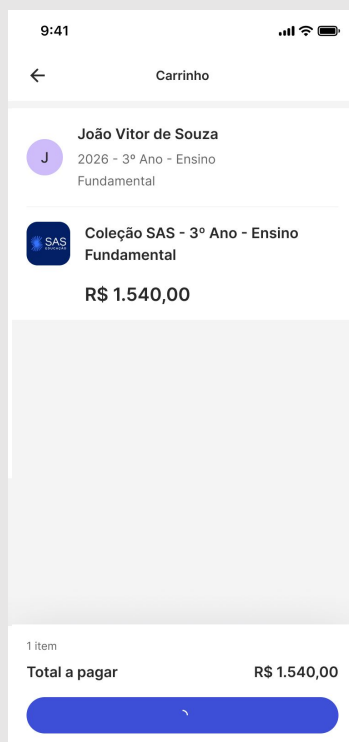 9:41
Carrinho
João Vitor de Souza
J
2026 - 3º Ano - Ensino
Fundamental
SAS
EDUCAÇÃO
Coleção SAS - 3º Ano - Ensino
Fundamental
R$ 1.540,00
1 item
Total a pagar
R$ 1.540,00